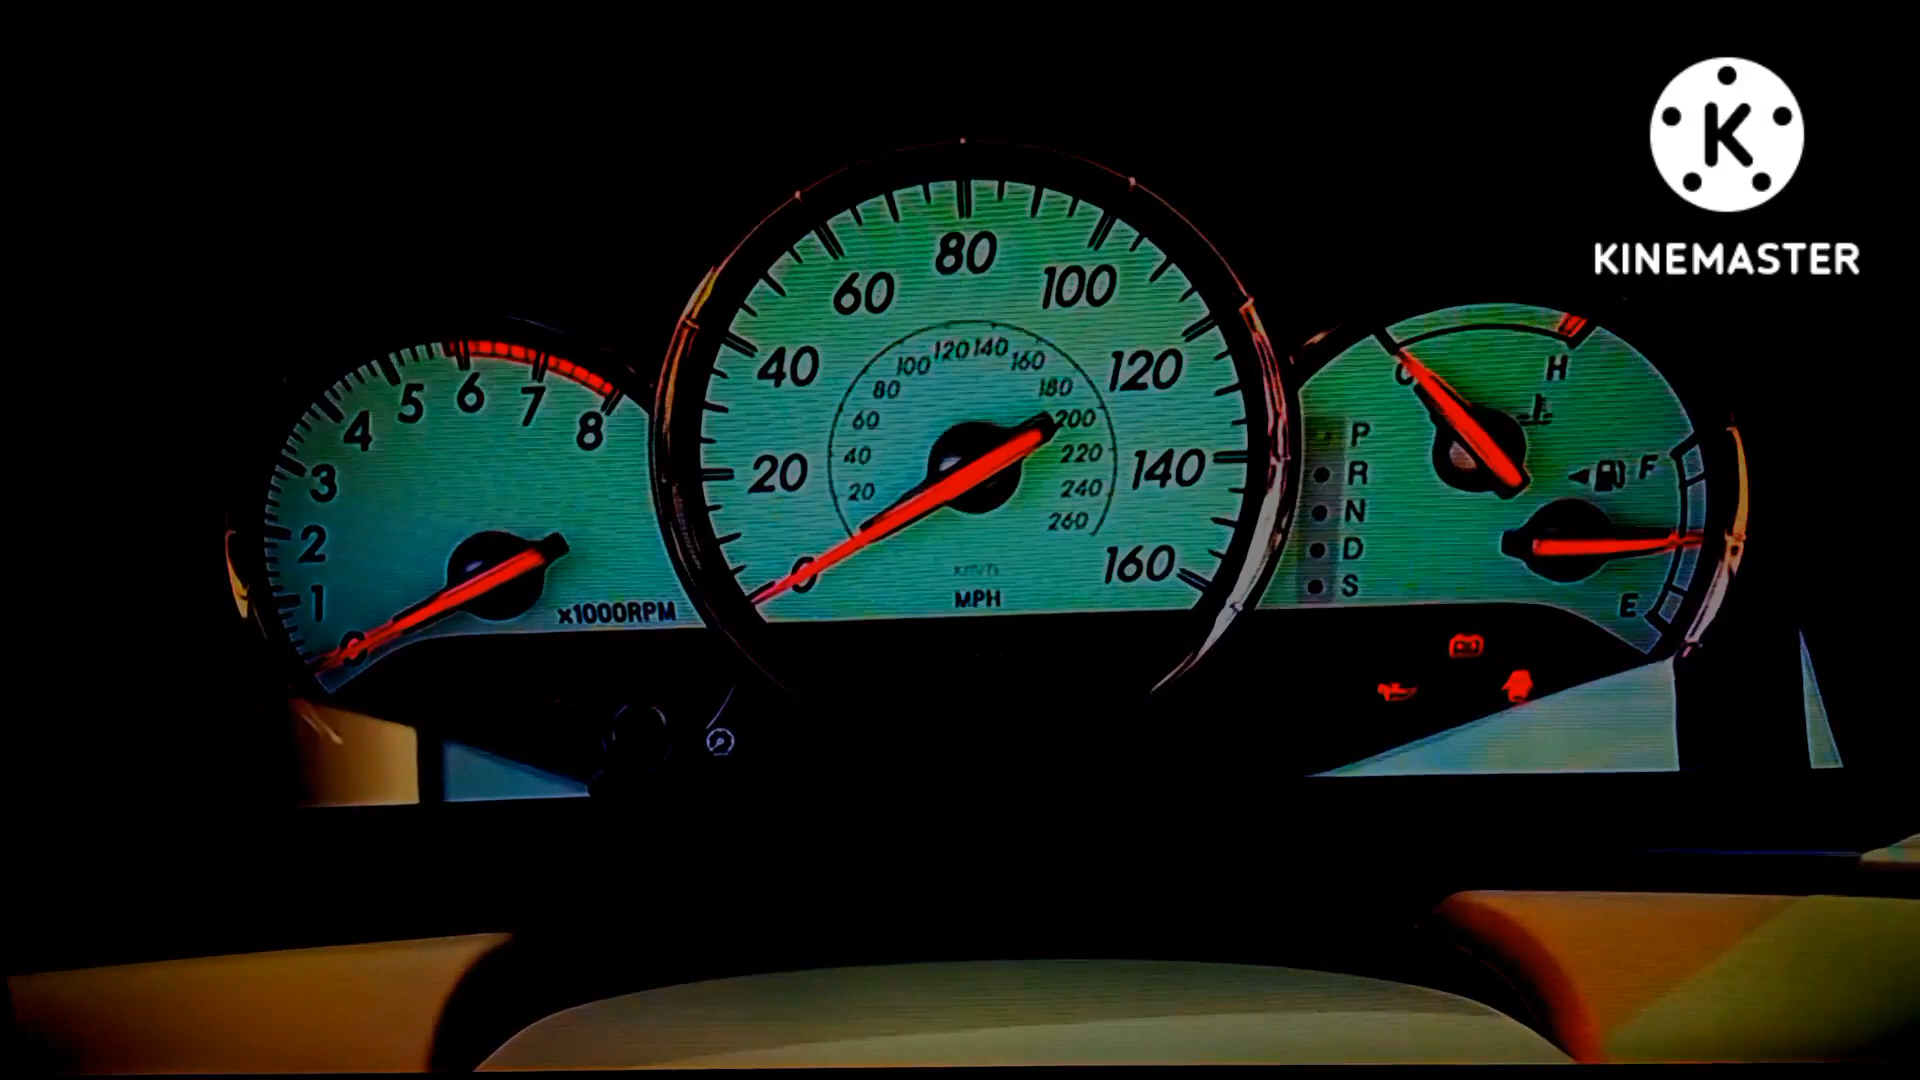 K
KINEMASTER
0 1 2 3 4 5 6 7 8
x1000RPM
0 20 40 60 80 100 120 140 160
20 40 60 80 100 120 140 160 180 200 220 240 260
km/h
MPH
P
R
N
D
S
C H
F
E